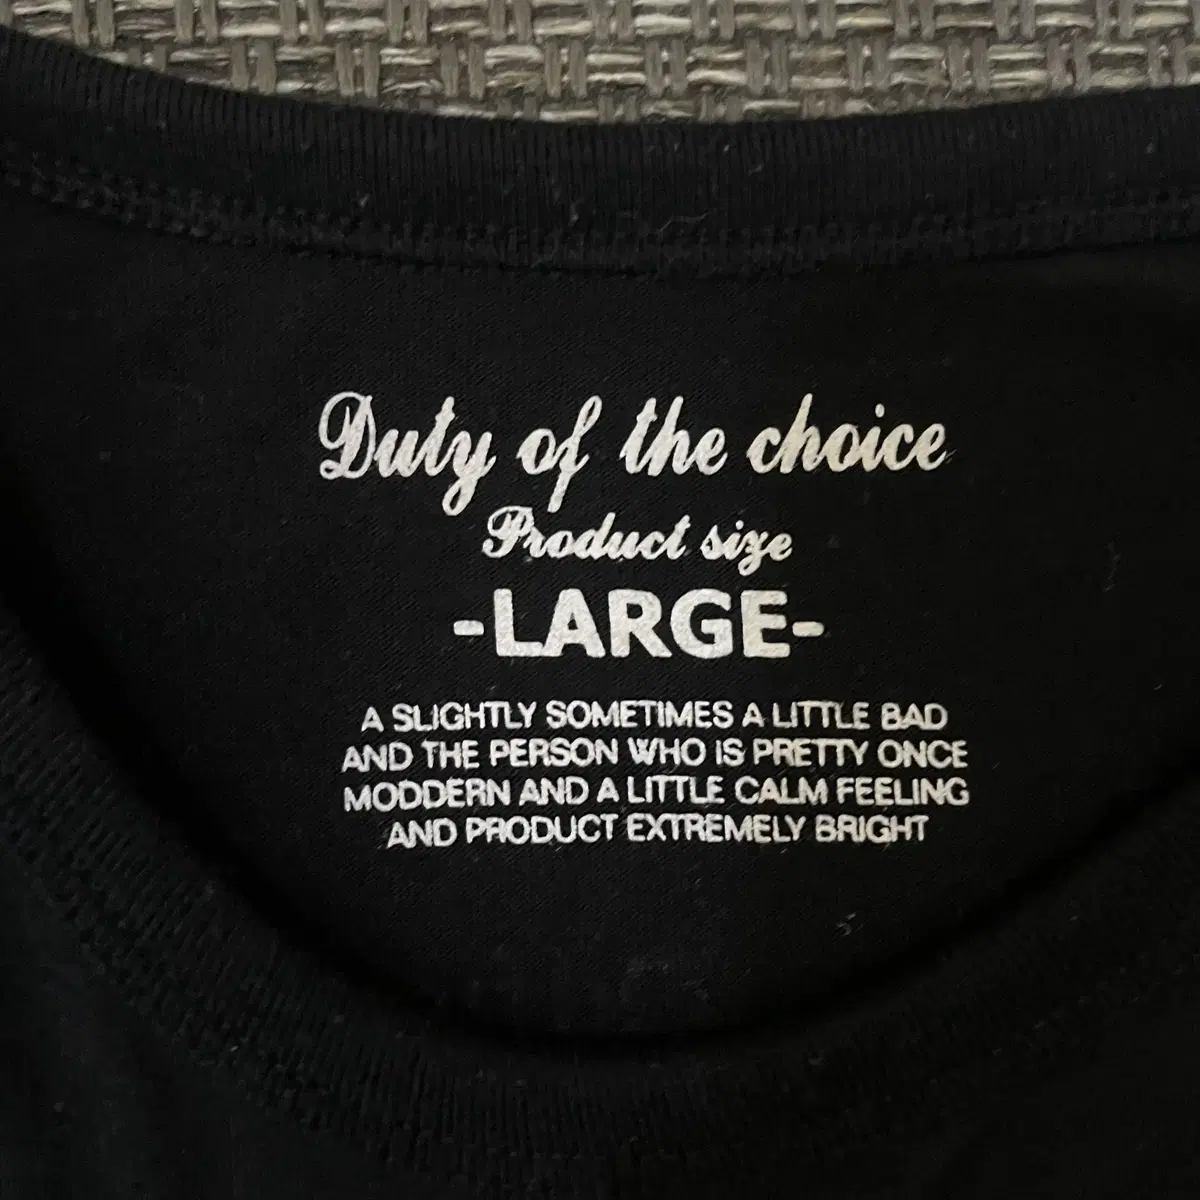 Duty of the choice
Product size
-LARGE-
A SLIGHTLY SOMETIMES A LITTLE BAD
AND THE PERSON WHO IS PRETTY ONCE
MODDERN AND A LITTLE CALM FEELING
AND PRODUCT EXTREMELY BRIGHT